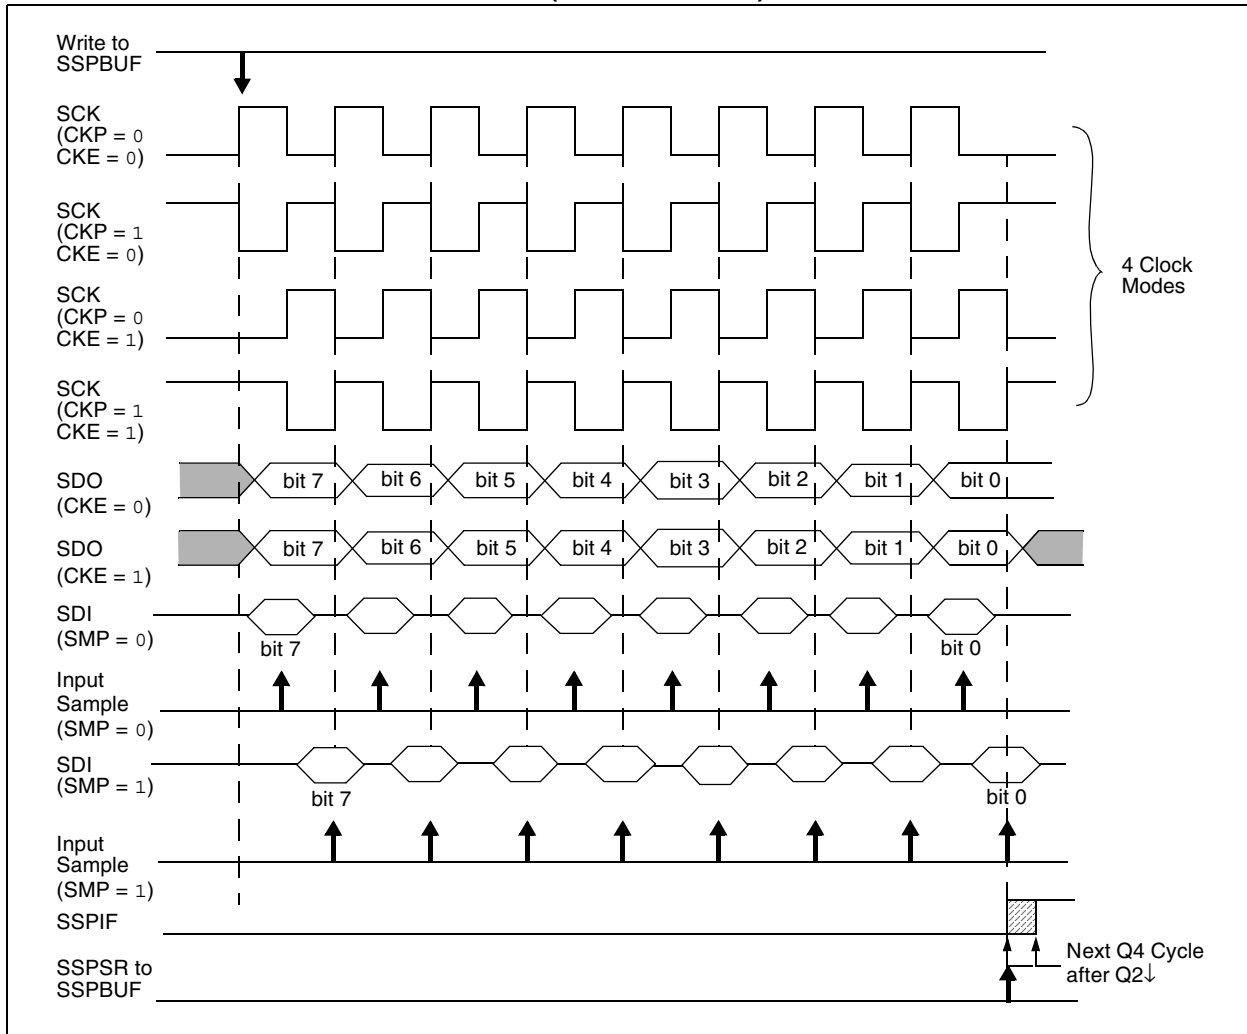 Write to
SSPBUF
SCK
(CKP = 0
CKE = 0)
SCK
(CKP = 1
CKE = 0)
4 Clock
Modes
SCK
(CKP = 0
CKE = 1)
SCK
(CKP = 1
CKE = 1)
SDO
(CKE = 0)
bit 7 bit 6 bit 5 bit 4 bit 3 bit 2 bit 1 bit 0
SDO
(CKE = 1)
bit 7 bit 6 bit 5 bit 4 bit 3 bit 2 bit 1 bit 0
SDI
(SMP = 0)
bit 7 bit 0
Input
Sample
(SMP = 0)
SDI
(SMP = 1)
bit 7 bit 0
Input
Sample
(SMP = 1)
SSPIF
Next Q4 Cycle
after Q2↓
SSPSR to
SSPBUF